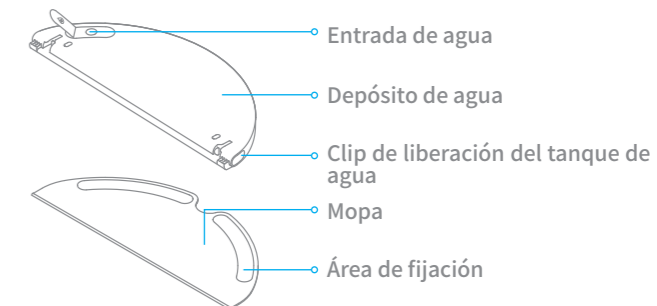 Entrada de agua
Depósito de agua
Clip de liberación del tanque de
agua
Mopa
Área de fijación